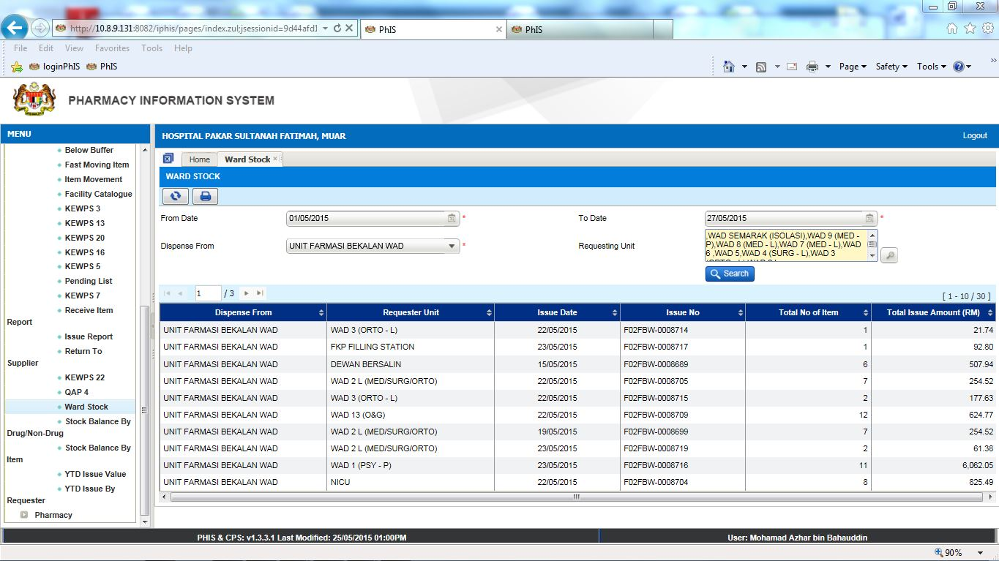 http://10.8.9.131:8082/iphis/pages/index.zul;jsessionid=9d44afd1
PhIS
PhIS
File Edit View Favorites Tools Help
loginPhIS PhIS
Page Safety Tools
PHARMACY INFORMATION SYSTEM
MENU
Below Buffer
Fast Moving Item
Item Movement
Facility Catalogue
KEWPS 3
KEWPS 13
KEWPS 20
KEWPS 16
KEWPS 5
Pending List
KEWPS 7
Receive Item
Report
Issue Report
Return To
Supplier
KEWPS 22
QAP 4
Ward Stock
Stock Balance By
Drug/Non-Drug
Stock Balance By
Item
YTD Issue Value
YTD Issue By
Requester
Pharmacy
HOSPITAL PAKAR SULTANAH FATIMAH, MUAR Logout
Home Ward Stock
WARD STOCK
From Date 01/05/2015 * To Date 27/05/2015 *
Dispense From UNIT FARMASI BEKALAN WAD * Requesting Unit
,WAD SEMARAK (ISOLASI),WAD 9 (MED -
P),WAD 8 (MED - L),WAD 7 (MED - L),WAD
6 ,WAD 5,WAD 4 (SURG - L),WAD 3
Search
1 / 3 [ 1 - 10 / 30 ]
Dispense From Requester Unit Issue Date Issue No Total No of Item Total Issue Amount (RM)
UNIT FARMASI BEKALAN WAD WAD 3 (ORTO - L) 22/05/2015 F02FBW-0008714 1 21.74
UNIT FARMASI BEKALAN WAD FKP FILLING STATION 23/05/2015 F02FBW-0008717 1 92.80
UNIT FARMASI BEKALAN WAD DEWAN BERSALIN 15/05/2015 F02FBW-0008689 6 507.94
UNIT FARMASI BEKALAN WAD WAD 2 L (MED/SURG/ORTO) 22/05/2015 F02FBW-0008705 7 254.52
UNIT FARMASI BEKALAN WAD WAD 3 (ORTO - L) 22/05/2015 F02FBW-0008715 2 177.63
UNIT FARMASI BEKALAN WAD WAD 13 (O&G) 22/05/2015 F02FBW-0008709 12 624.77
UNIT FARMASI BEKALAN WAD WAD 2 L (MED/SURG/ORTO) 19/05/2015 F02FBW-0008699 7 254.52
UNIT FARMASI BEKALAN WAD WAD 2 L (MED/SURG/ORTO) 23/05/2015 F02FBW-0008719 2 61.38
UNIT FARMASI BEKALAN WAD WAD 1 (PSY - P) 23/05/2015 F02FBW-0008716 11 6,062.05
UNIT FARMASI BEKALAN WAD NICU 22/05/2015 F02FBW-0008704 8 825.49
PHIS & CPS: v1.3.3.1 Last Modified: 25/05/2015 01:00PM User: Mohamad Azhar bin Bahauddin
90%